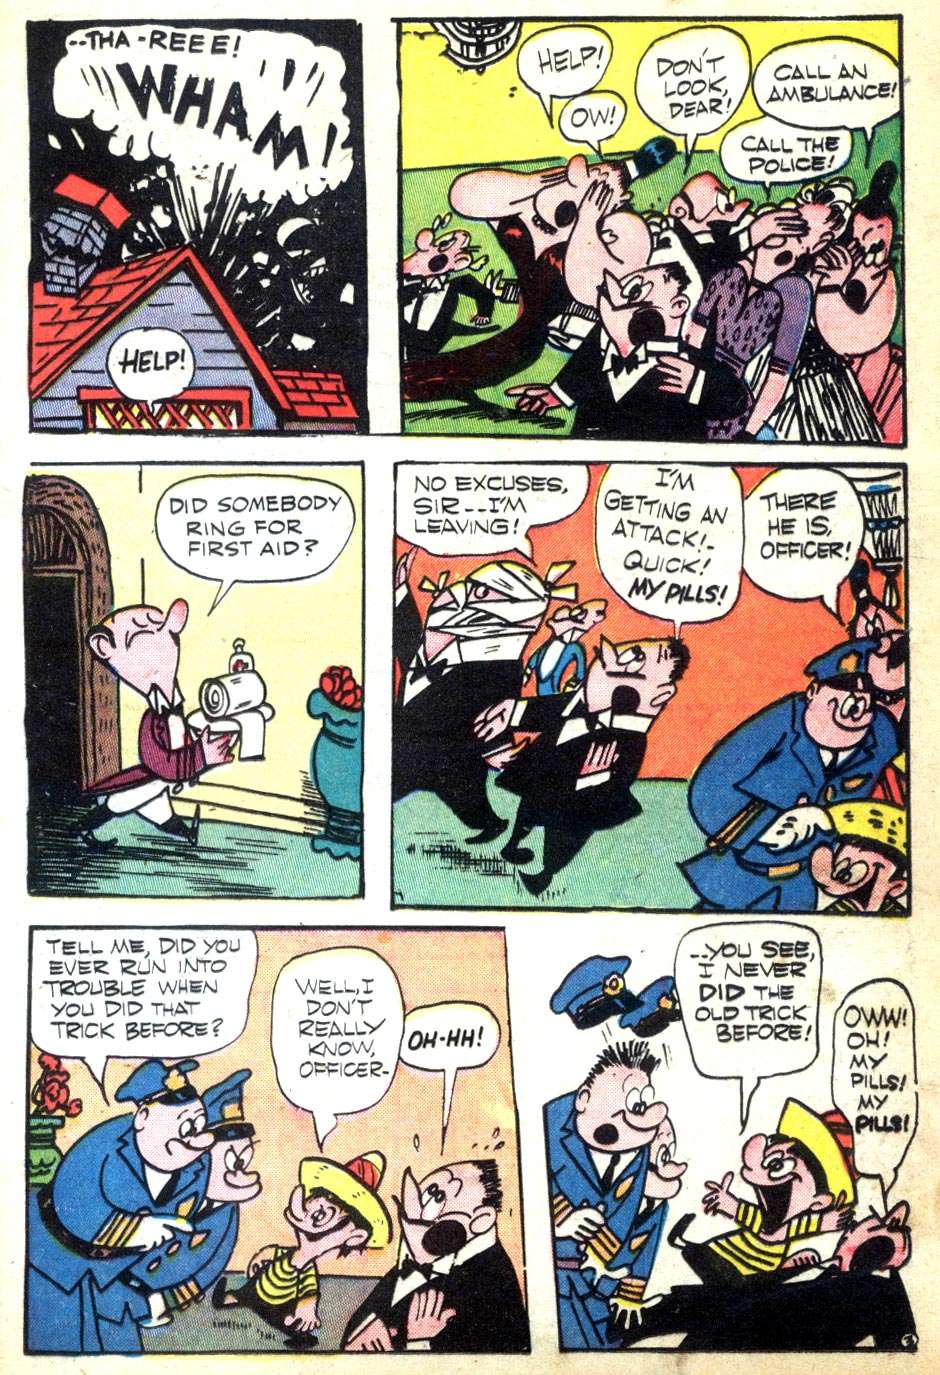 --THA-REEE!
WHAM!
HELP!
HELP!
OW!
DON'T
LOOK,
DEAR!
CALL AN
AMBULANCE!
CALL THE
POLICE!
DID SOMEBODY
RING FOR
FIRST AID?
NO EXCUSES,
SIR--I'M
LEAVING!
I'M
GETTING AN
ATTACK!-
QUICK!
MY PILLS!
THERE
HE IS,
OFFICER!
TELL ME, DID YOU
EVER RUN INTO
TROUBLE WHEN
YOU DID THAT
TRICK BEFORE?
WELL, I
DON'T
REALLY
KNOW,
OFFICER-
OH-HH!
--YOU SEE,
I NEVER
DID THE
OLD TRICK
BEFORE!
OWW!
OH!
MY
PILLS!
MY
PILLS!